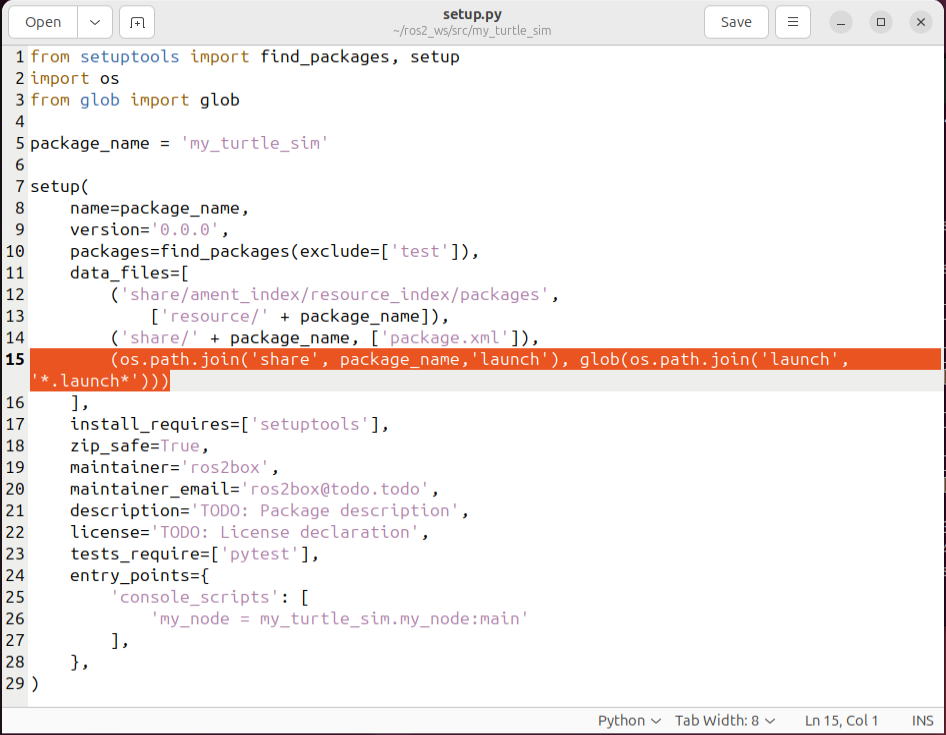 Open
setup.py
~/ros2_ws/src/my_turtle_sim
Save
1 from setuptools import find_packages, setup
2 import os
3 from glob import glob
4
5 package_name = 'my_turtle_sim'
6
7 setup(
8     name=package_name,
9     version='0.0.0',
10     packages=find_packages(exclude=['test']),
11     data_files=[
12         ('share/ament_index/resource_index/packages',
13             ['resource/' + package_name]),
14         ('share/' + package_name, ['package.xml']),
15         (os.path.join('share', package_name,'launch'), glob(os.path.join('launch',
'*.launch*')))
16     ],
17     install_requires=['setuptools'],
18     zip_safe=True,
19     maintainer='ros2box',
20     maintainer_email='ros2box@todo.todo',
21     description='TODO: Package description',
22     license='TODO: License declaration',
23     tests_require=['pytest'],
24     entry_points={
25         'console_scripts': [
26             'my_node = my_turtle_sim.my_node:main'
27         ],
28     },
29 )
Python Tab Width: 8 Ln 15, Col 1 INS